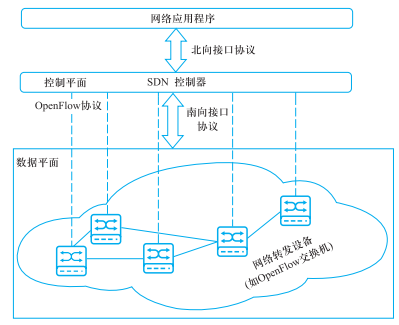 网络应用程序
北向接口协议
控制平面
SDN 控制器
OpenFlow协议
南向接口
协议
数据平面
网络转发设备
(如OpenFlow交换机)